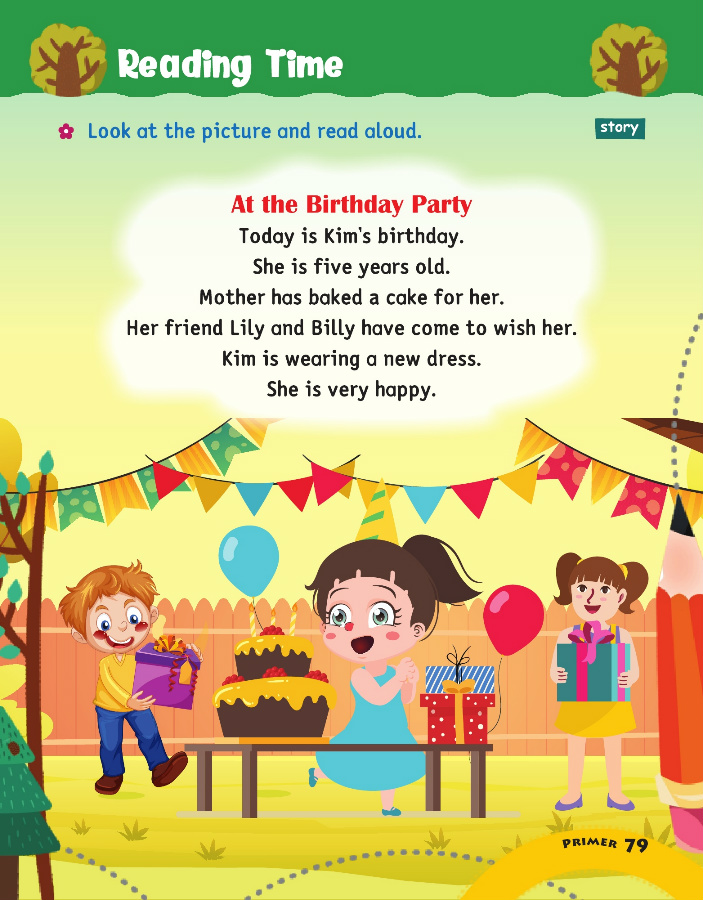 Reading Time
Look at the picture and read aloud.
story
At the Birthday Party
Today is Kim's birthday.
She is five years old.
Mother has baked a cake for her.
Her friend Lily and Billy have come to wish her.
Kim is wearing a new dress.
She is very happy.
PRIMER 79